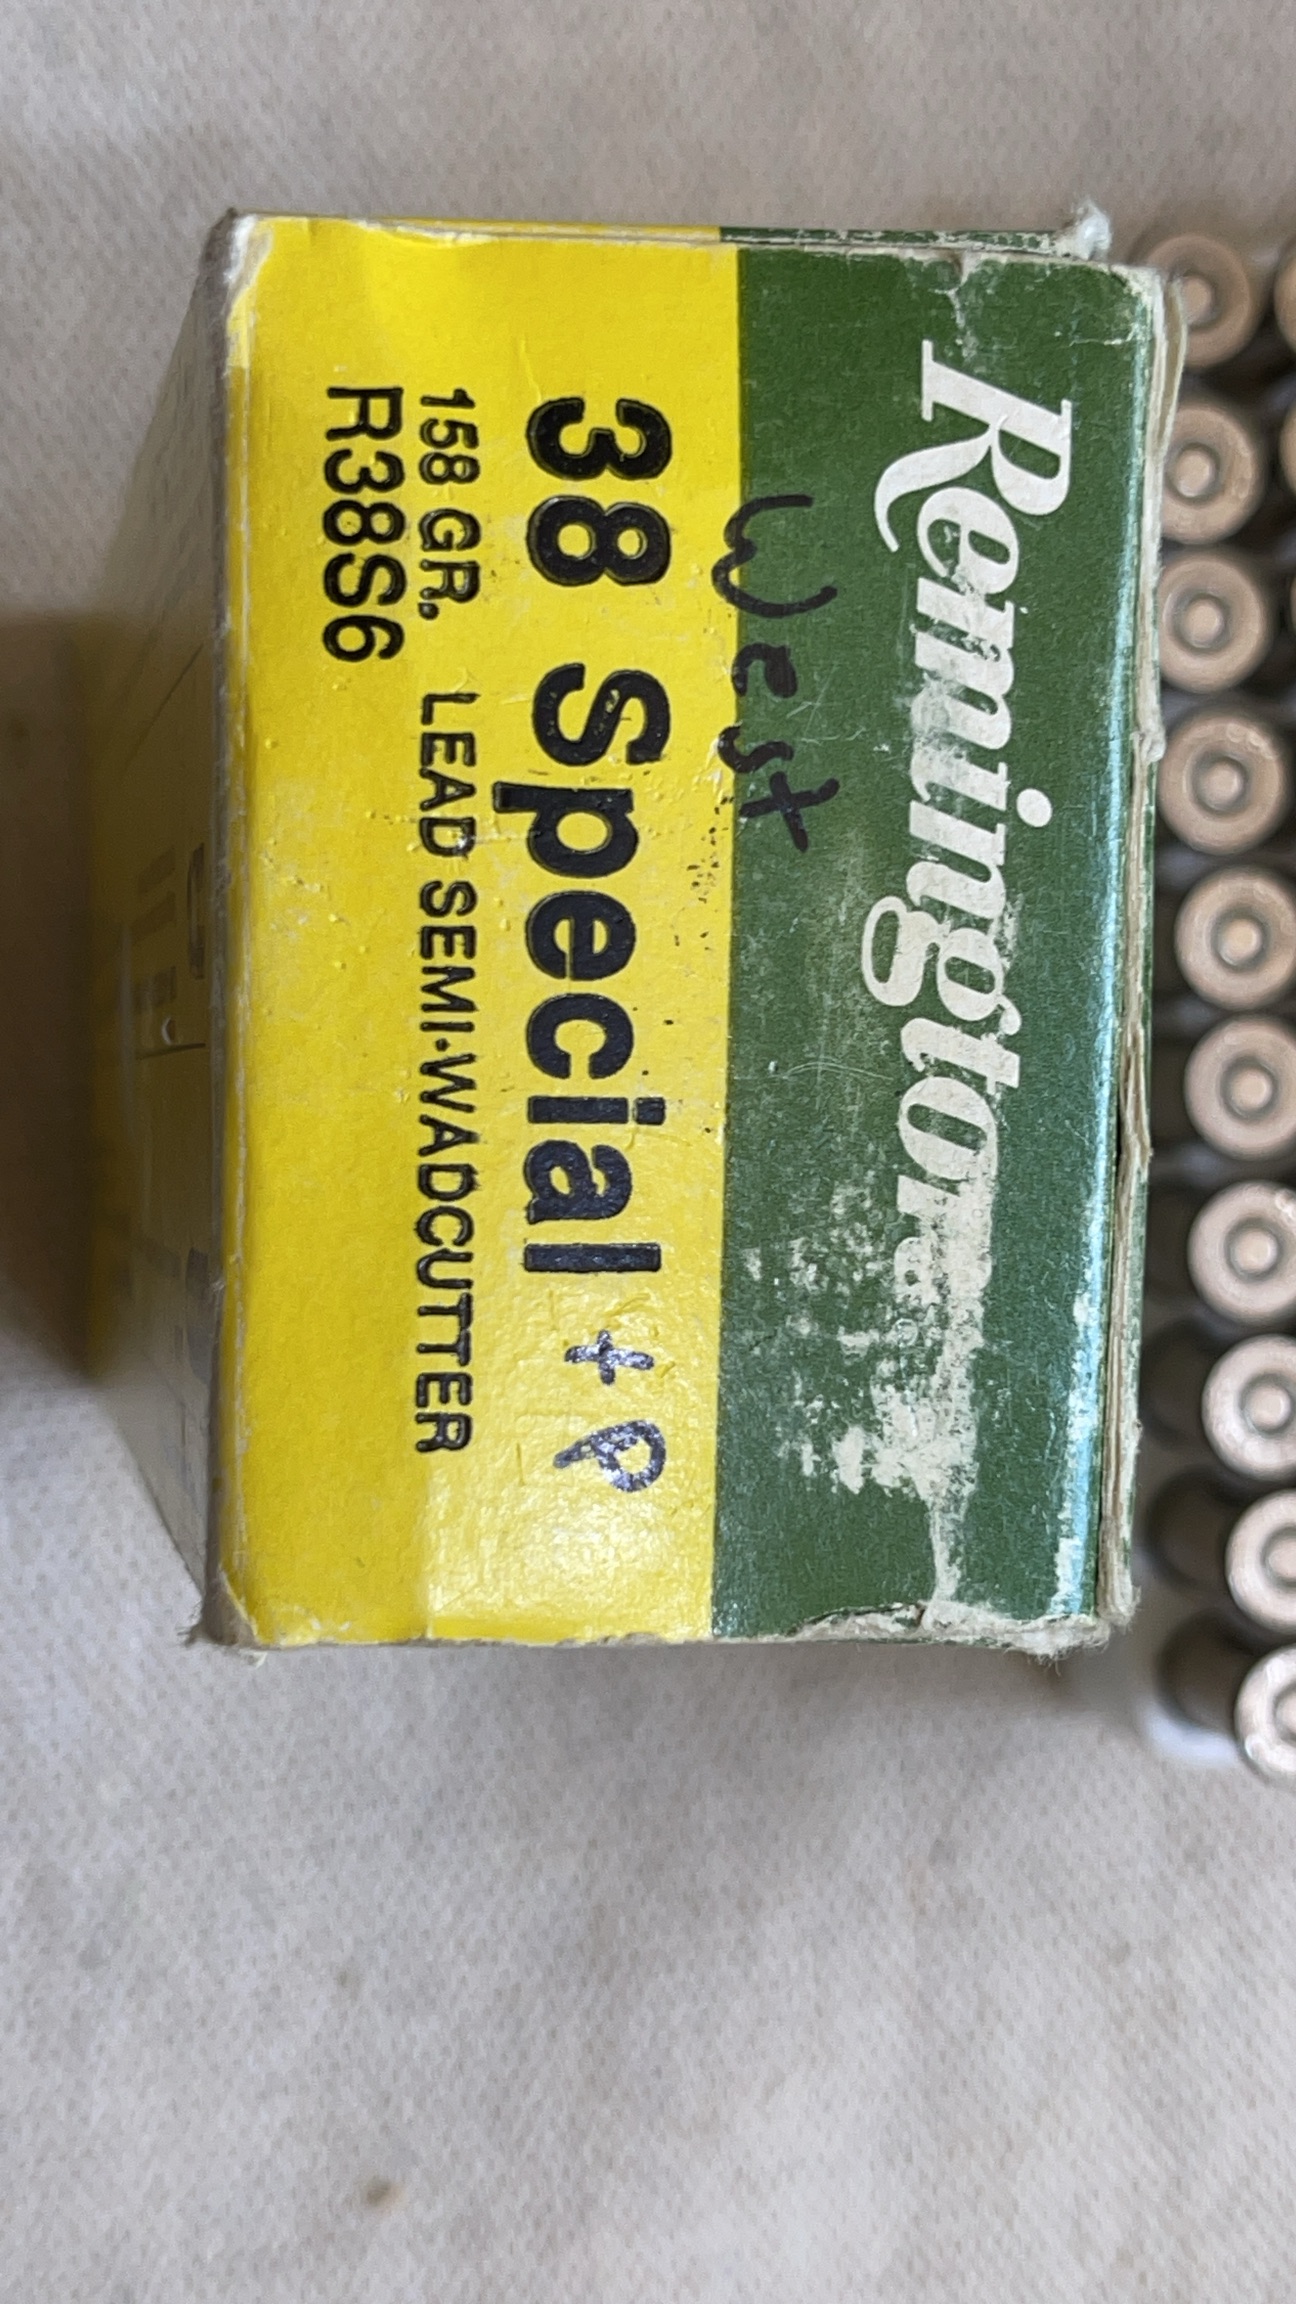 Remington
West
38 Special +P
158 GR. LEAD SEMI-WADCUTTER
R38S6